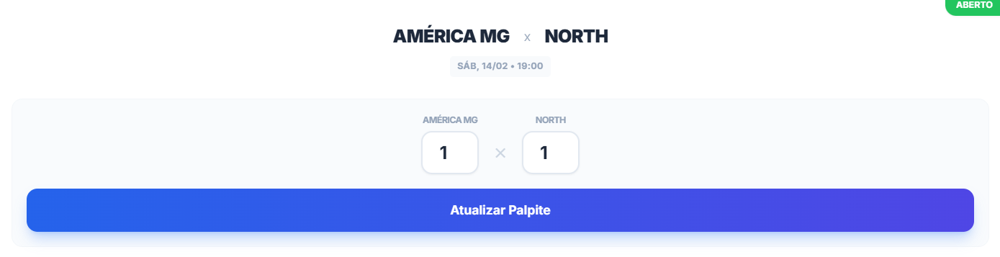 ABERTO
AMÉRICA MG x NORTH
SÁB, 14/02 • 19:00
AMÉRICA MG NORTH
1 × 1
Atualizar Palpite